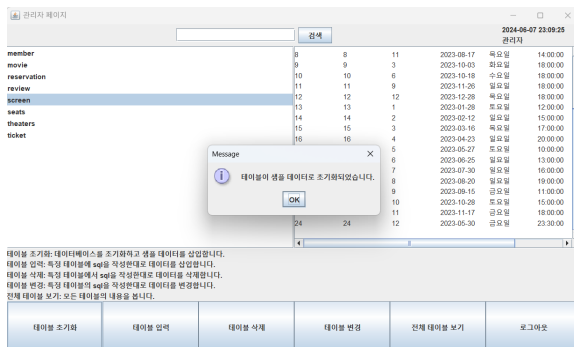 관리자 페이지
검색
2024-06-07 23:09:25
관리자
member
movie
reservation
review
screen
seats
theaters
ticket
8 8 11 2023-08-17 목요일 14:00:00
9 9 3 2023-10-03 화요일 18:00:00
10 10 6 2023-10-18 수요일 18:00:00
11 11 9 2023-11-26 일요일 18:00:00
12 12 12 2023-12-28 목요일 18:00:00
13 13 1 2023-01-28 토요일 12:00:00
14 14 2 2023-02-12 일요일 15:00:00
15 15 3 2023-03-16 목요일 17:00:00
16 16 4 2023-04-23 일요일 20:00:00
5 2023-05-27 토요일 10:00:00
6 2023-06-25 일요일 13:00:00
7 2023-07-30 일요일 16:00:00
8 2023-08-20 일요일 19:00:00
9 2023-09-15 금요일 11:00:00
10 2023-10-28 토요일 15:00:00
11 2023-11-17 금요일 18:00:00
24 24 12 2023-05-30 금요일 23:30:00
Message
테이블이 샘플 데이터로 초기화되었습니다.
OK
테이블 초기화: 데이터베이스를 초기화하고 샘플 데이터를 삽입합니다.
테이블 입력: 특정 테이블에 sql을 작성한대로 데이터를 삽입합니다.
테이블 삭제: 특정 테이블에서 sql을 작성한대로 데이터를 삭제합니다.
테이블 변경: 특정 테이블의 sql을 작성한대로 데이터를 변경합니다.
전체 테이블 보기: 모든 테이블의 내용을 봅니다.
테이블 초기화
테이블 입력
테이블 삭제
테이블 변경
전체 테이블 보기
로그아웃